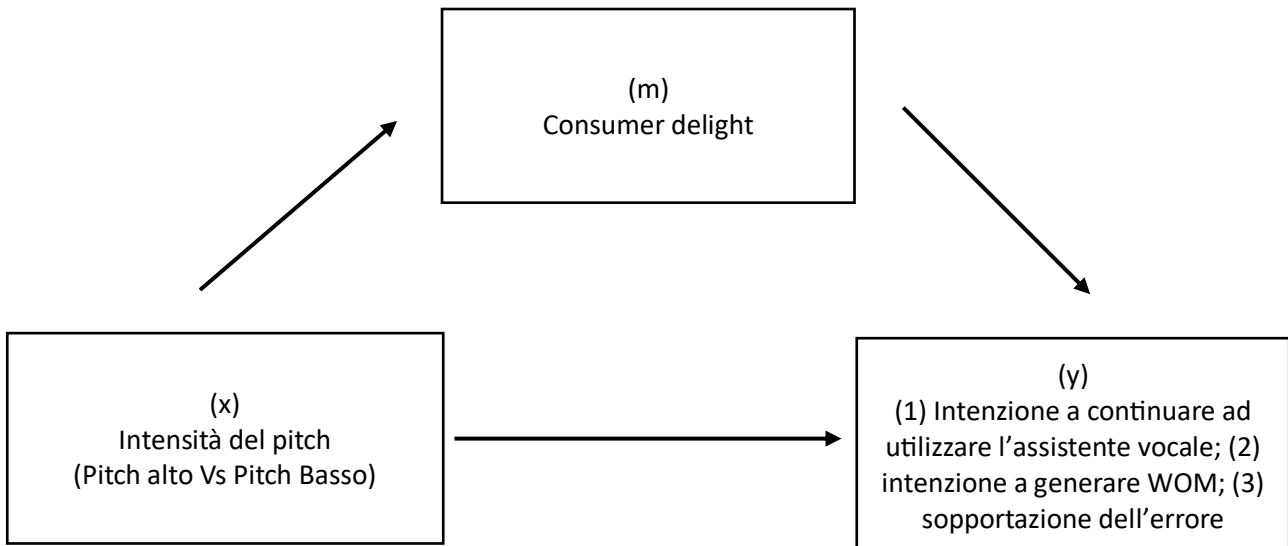 (m)
Consumer delight
(x)
Intensità del pitch
(Pitch alto Vs Pitch Basso)
(y)
(1) Intenzione a continuare ad
utilizzare l’assistente vocale; (2)
intenzione a generare WOM; (3)
sopportazione dell’errore